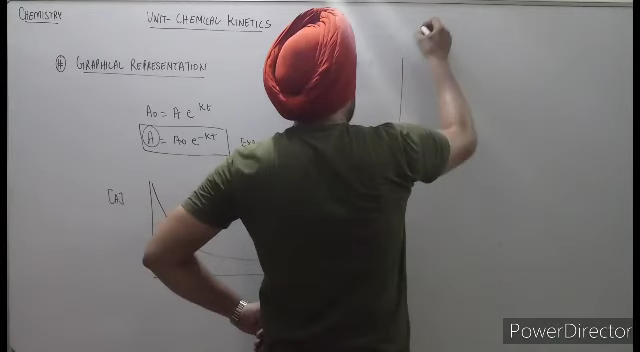 CHEMISTRY
UNIT- CHEMICAL KINETICS
# GRAPHICAL REPRESENTATION
A₀ = A e^Kt
A = A₀ e^-Kt
[A]
PowerDirector